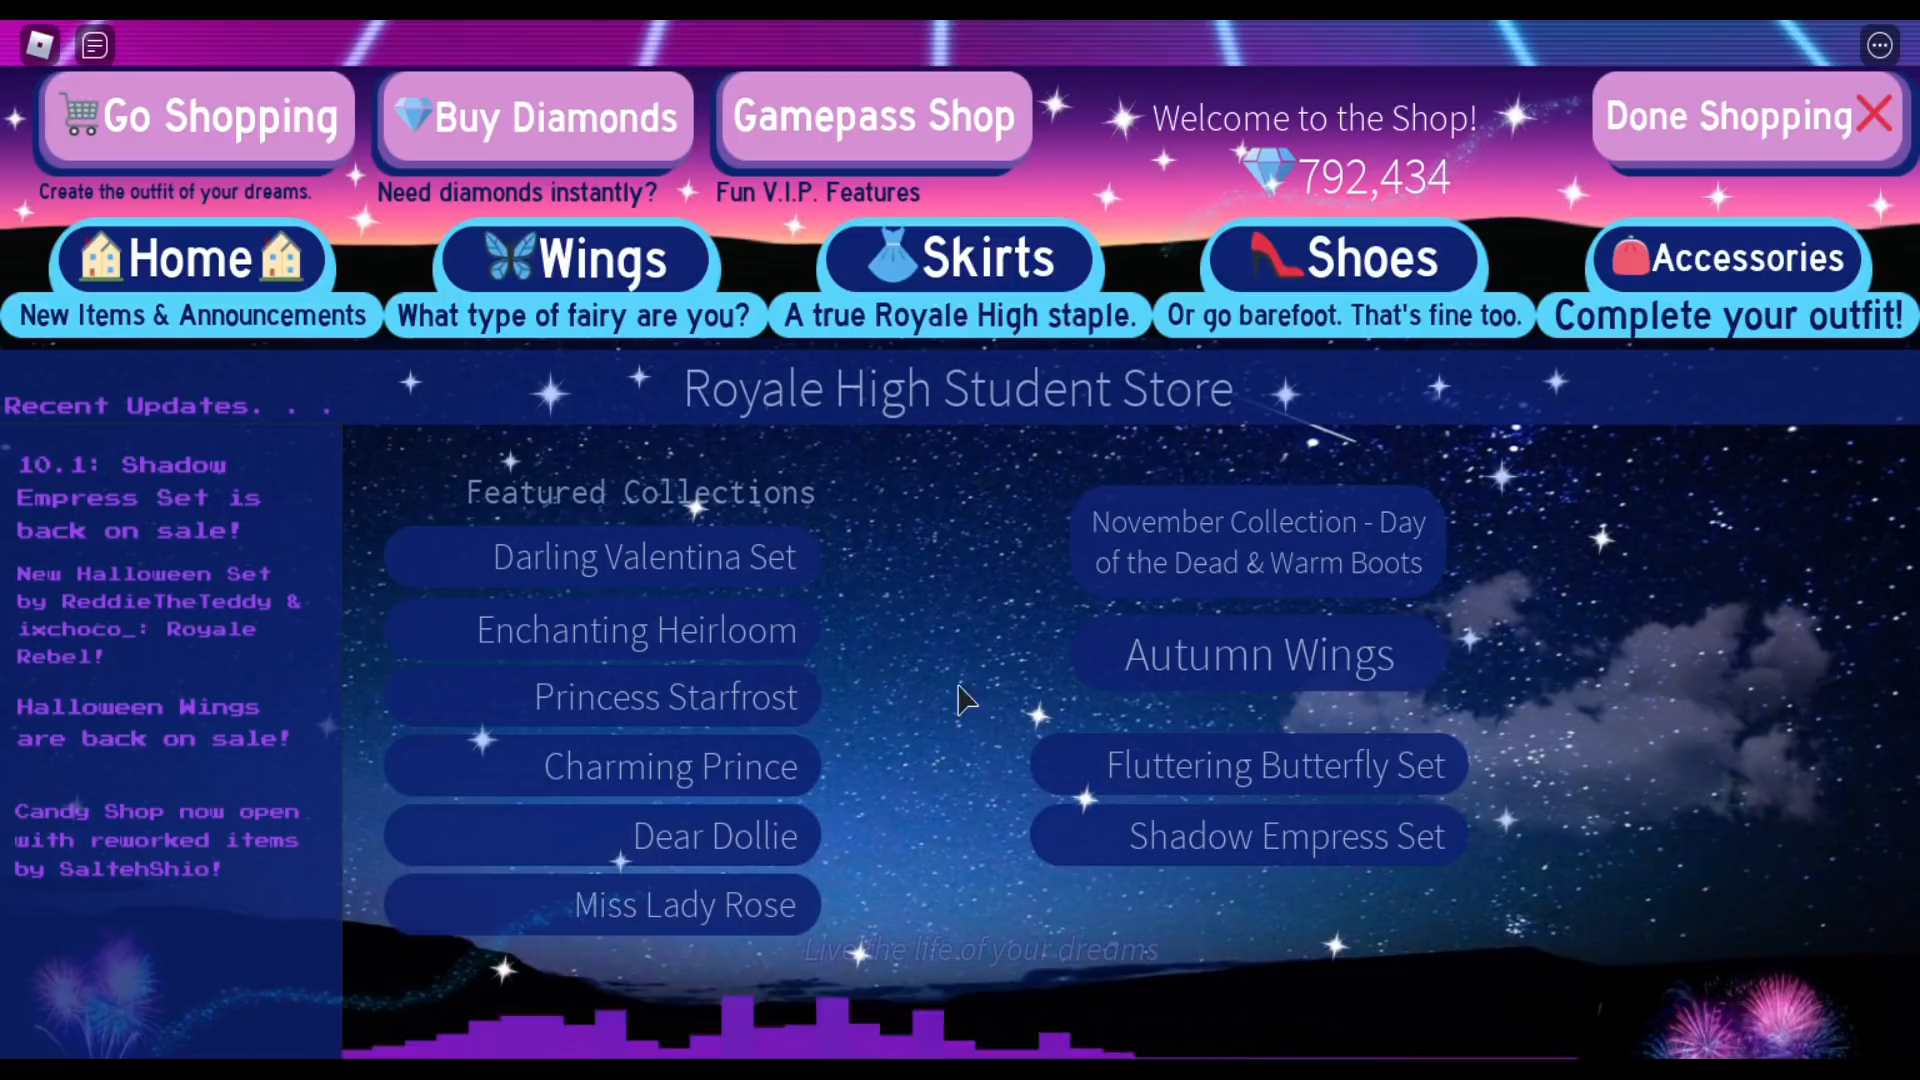 Go Shopping
Buy Diamonds
Gamepass Shop
Welcome to the Shop!
792,434
Done Shopping
Create the outfit of your dreams.
Need diamonds instantly?
Fun V.I.P. Features
Home
Wings
Skirts
Shoes
Accessories
New Items & Announcements
What type of fairy are you?
A true Royale High staple.
Or go barefoot. That's fine too.
Complete your outfit!
Royale High Student Store
Recent Updates. . .
10.1: Shadow
Empress Set is
back on sale!
New Halloween Set
by ReddieTheTeddy &
ixchoco_: Royale
Rebel!
Halloween Wings
are back on sale!
Candy Shop now open
with reworked items
by SaltehShio!
Featured Collections
Darling Valentina Set
Enchanting Heirloom
Princess Starfrost
Charming Prince
Dear Dollie
Miss Lady Rose
November Collection - Day
of the Dead & Warm Boots
Autumn Wings
Fluttering Butterfly Set
Shadow Empress Set
Live the life of your dreams